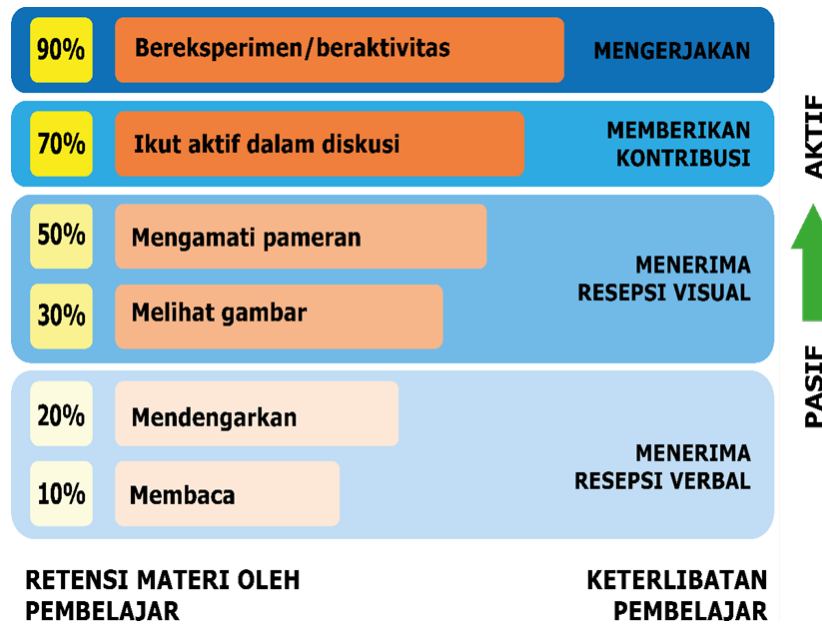 90% Bereksperimen/beraktivitas MENGERJAKAN
70% Ikut aktif dalam diskusi MEMBERIKAN
KONTRIBUSI
50% Mengamati pameran
MENERIMA
RESEPSI VISUAL
30% Melihat gambar
20% Mendengarkan
MENERIMA
RESEPSI VERBAL
10% Membaca
AKTIF
PASIF
RETENSI MATERI OLEH
PEMBELAJAR
KETERLIBATAN
PEMBELAJAR